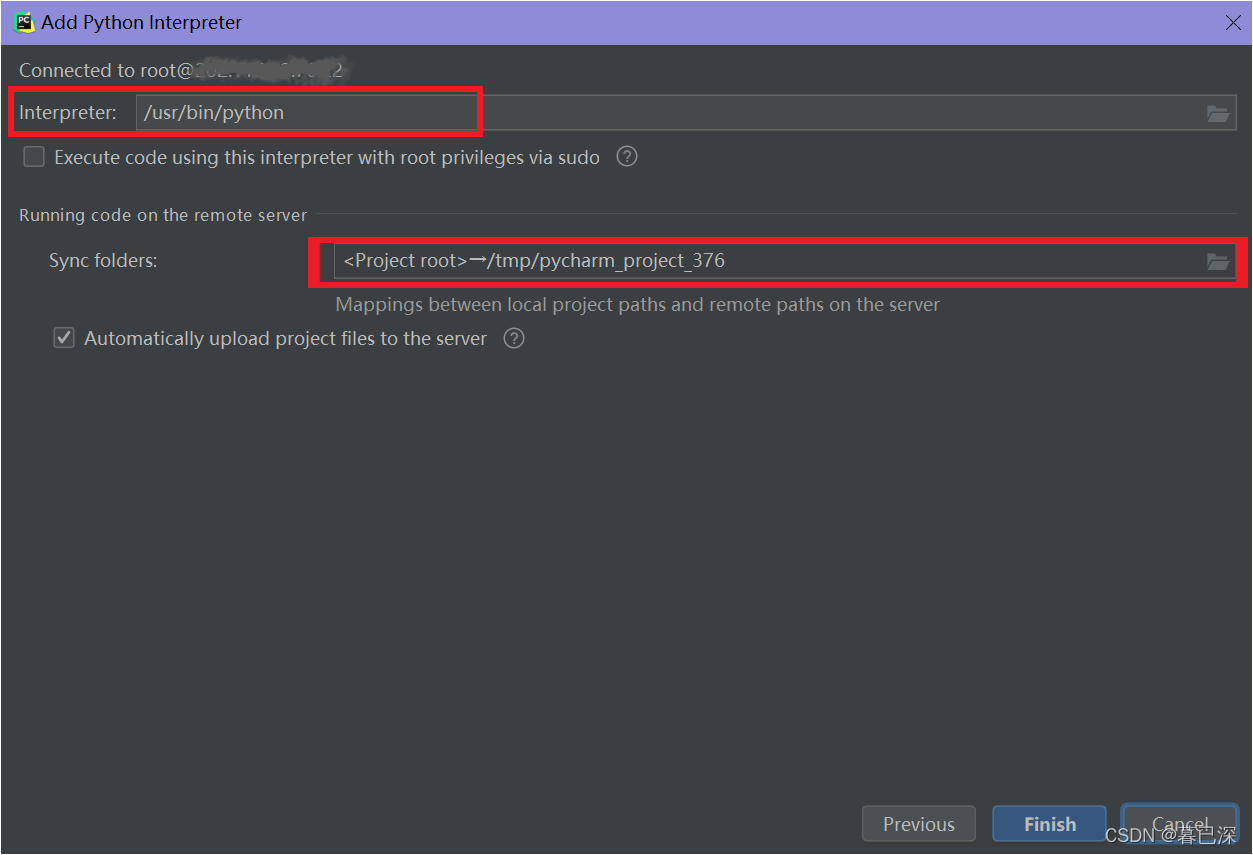 Add Python Interpreter
Connected to root@
Interpreter: /usr/bin/python
Execute code using this interpreter with root privileges via sudo ?
Running code on the remote server
Sync folders: <Project root>→/tmp/pycharm_project_376
Mappings between local project paths and remote paths on the server
Automatically upload project files to the server ?
Previous Finish Cancel
CSDN @暮已深